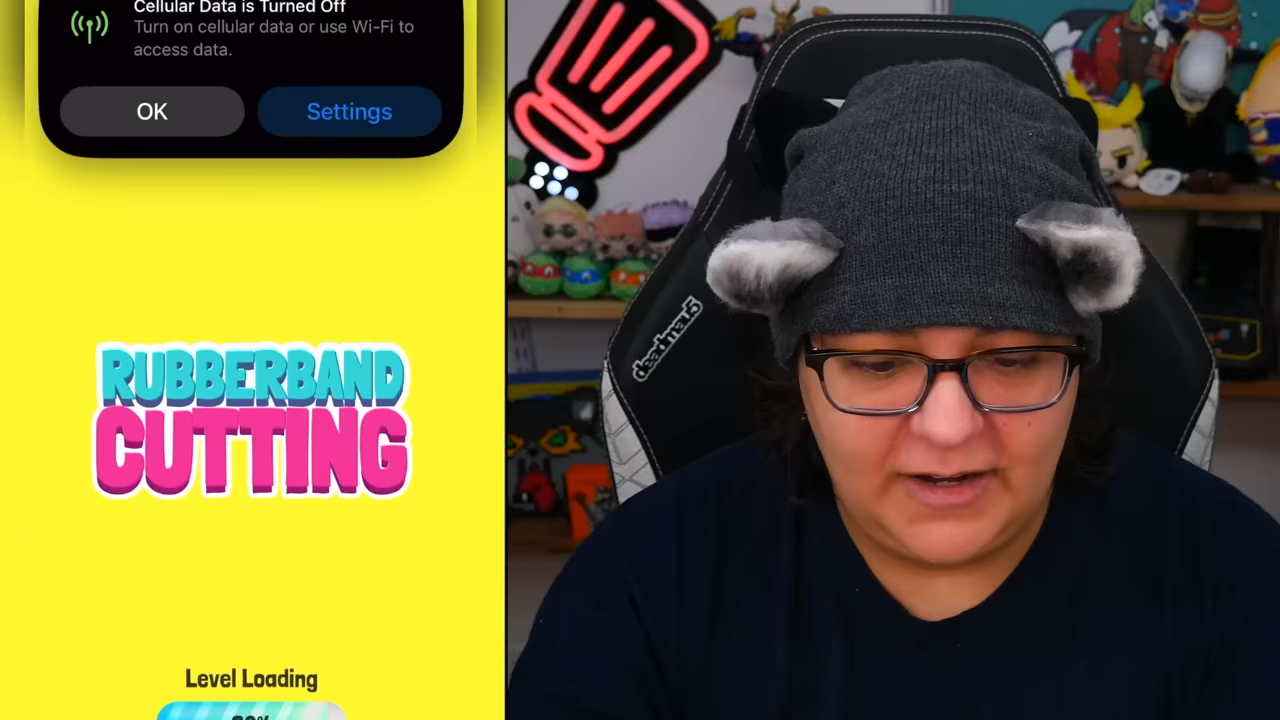 Cellular Data is Turned Off
Turn on cellular data or use Wi-Fi to
access data.
OK
Settings
RUBBERBAND
CUTTING
Level Loading
deadmau5